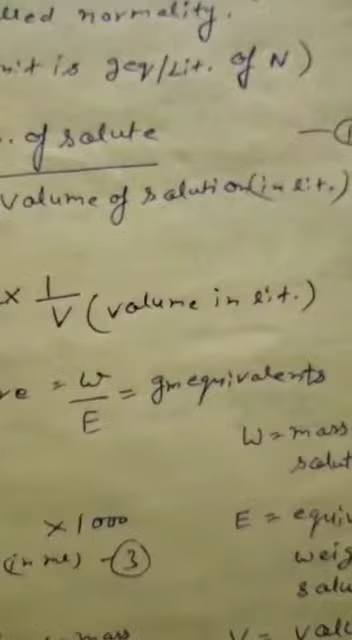 lled normality.
nit is geq/Lit. of N)
. of solute — (1
volume of solution (in lit.)
x 1/V (volume in lit.)
re = W/E = gm equivalents
W = mass
solut
x 1000
E = equiv
(in ml) - (3)
weig
solu
mass
V = volu